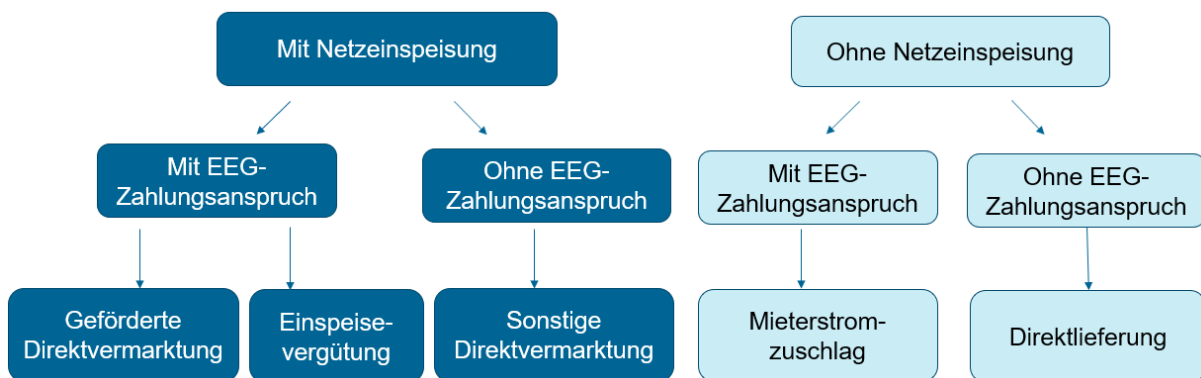 Mit Netzeinspeisung
Ohne Netzeinspeisung
Mit EEG-
Zahlungsanspruch
Ohne EEG-
Zahlungsanspruch
Mit EEG-
Zahlungsanspruch
Ohne EEG-
Zahlungsanspruch
Geförderte
Direktvermarktung
Einspeise-
vergütung
Sonstige
Direktvermarktung
Mieterstrom-
zuschlag
Direktlieferung